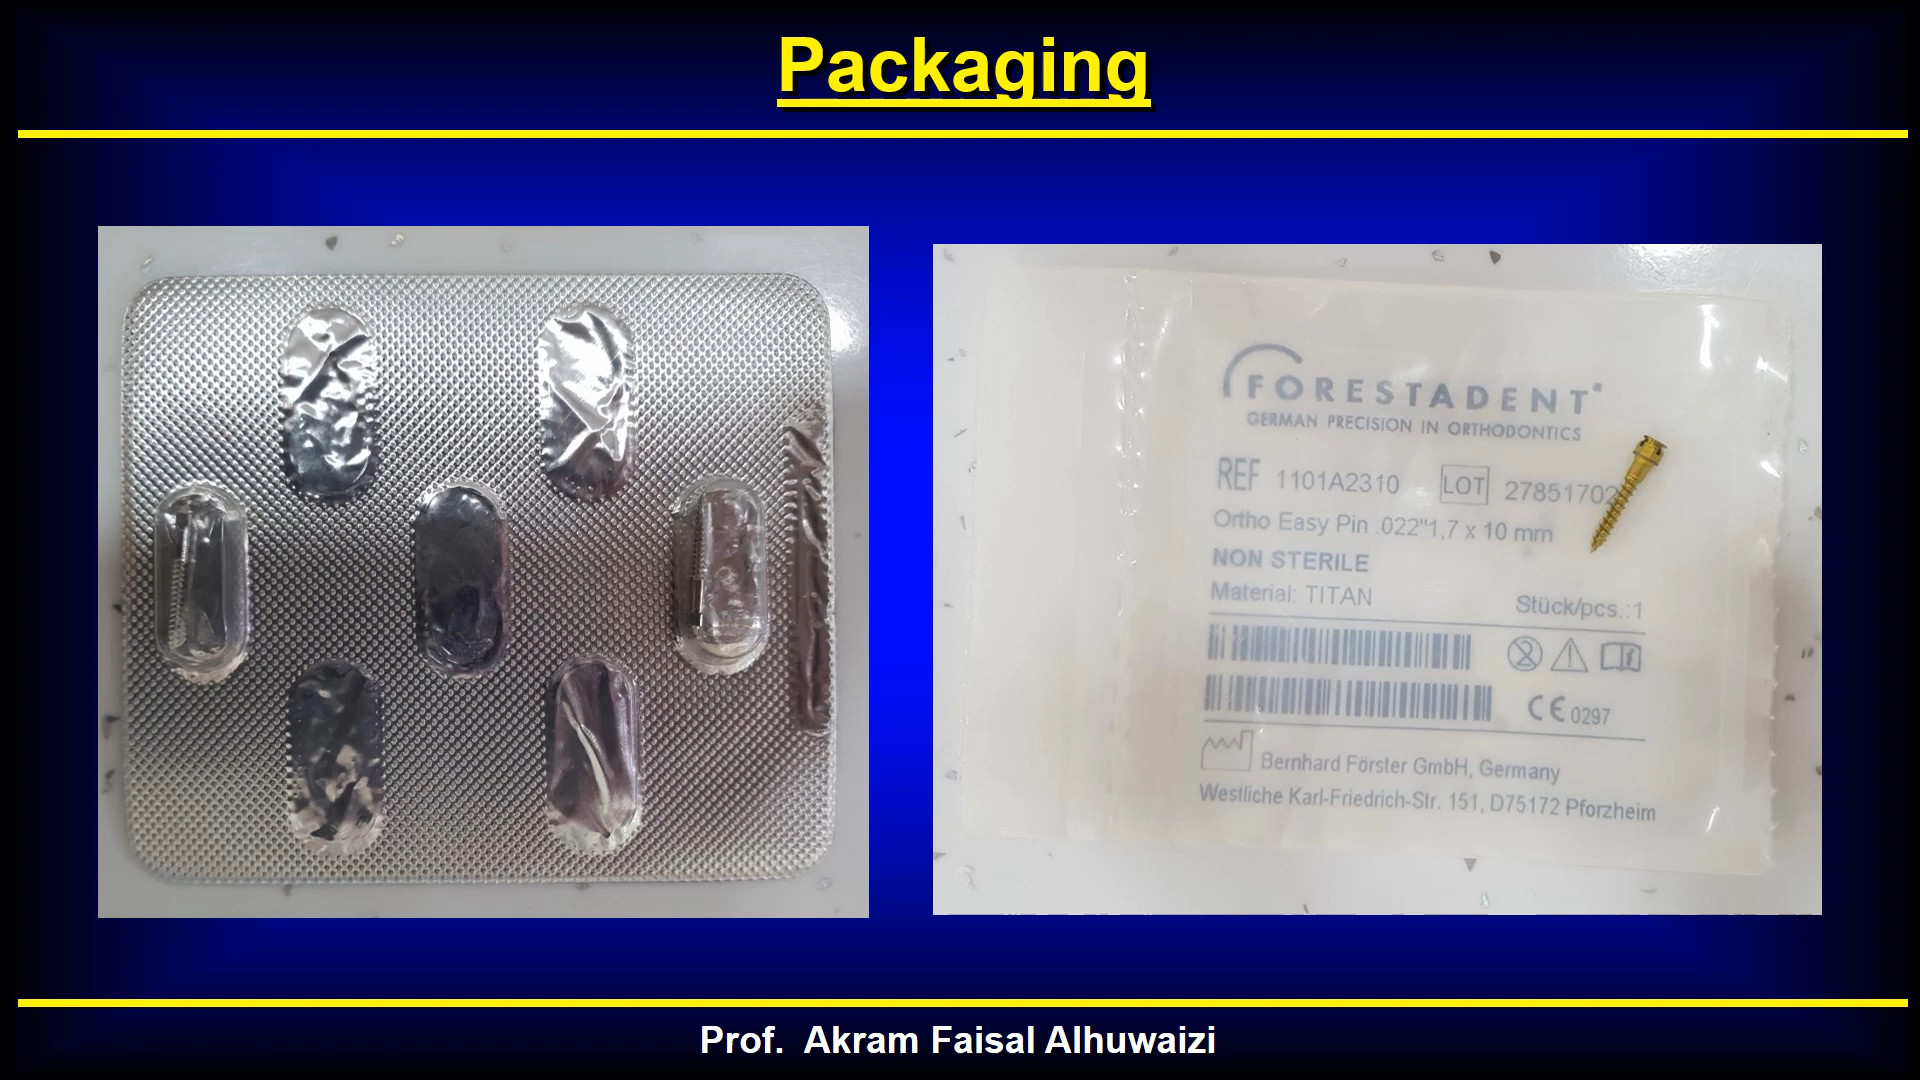 Packaging
FORESTADENT®
GERMAN PRECISION IN ORTHODONTICS
REF 1101A2310 LOT
Ortho Easy Pin .022"1,7 x 10 mm
NON STERILE
Material: TITAN
Stück/pcs.:1
CE 0297
Bernhard Förster GmbH, Germany
Westliche Karl-Friedrich-Str. 151, D75172 Pforzheim
Prof. Akram Faisal Alhuwaizi